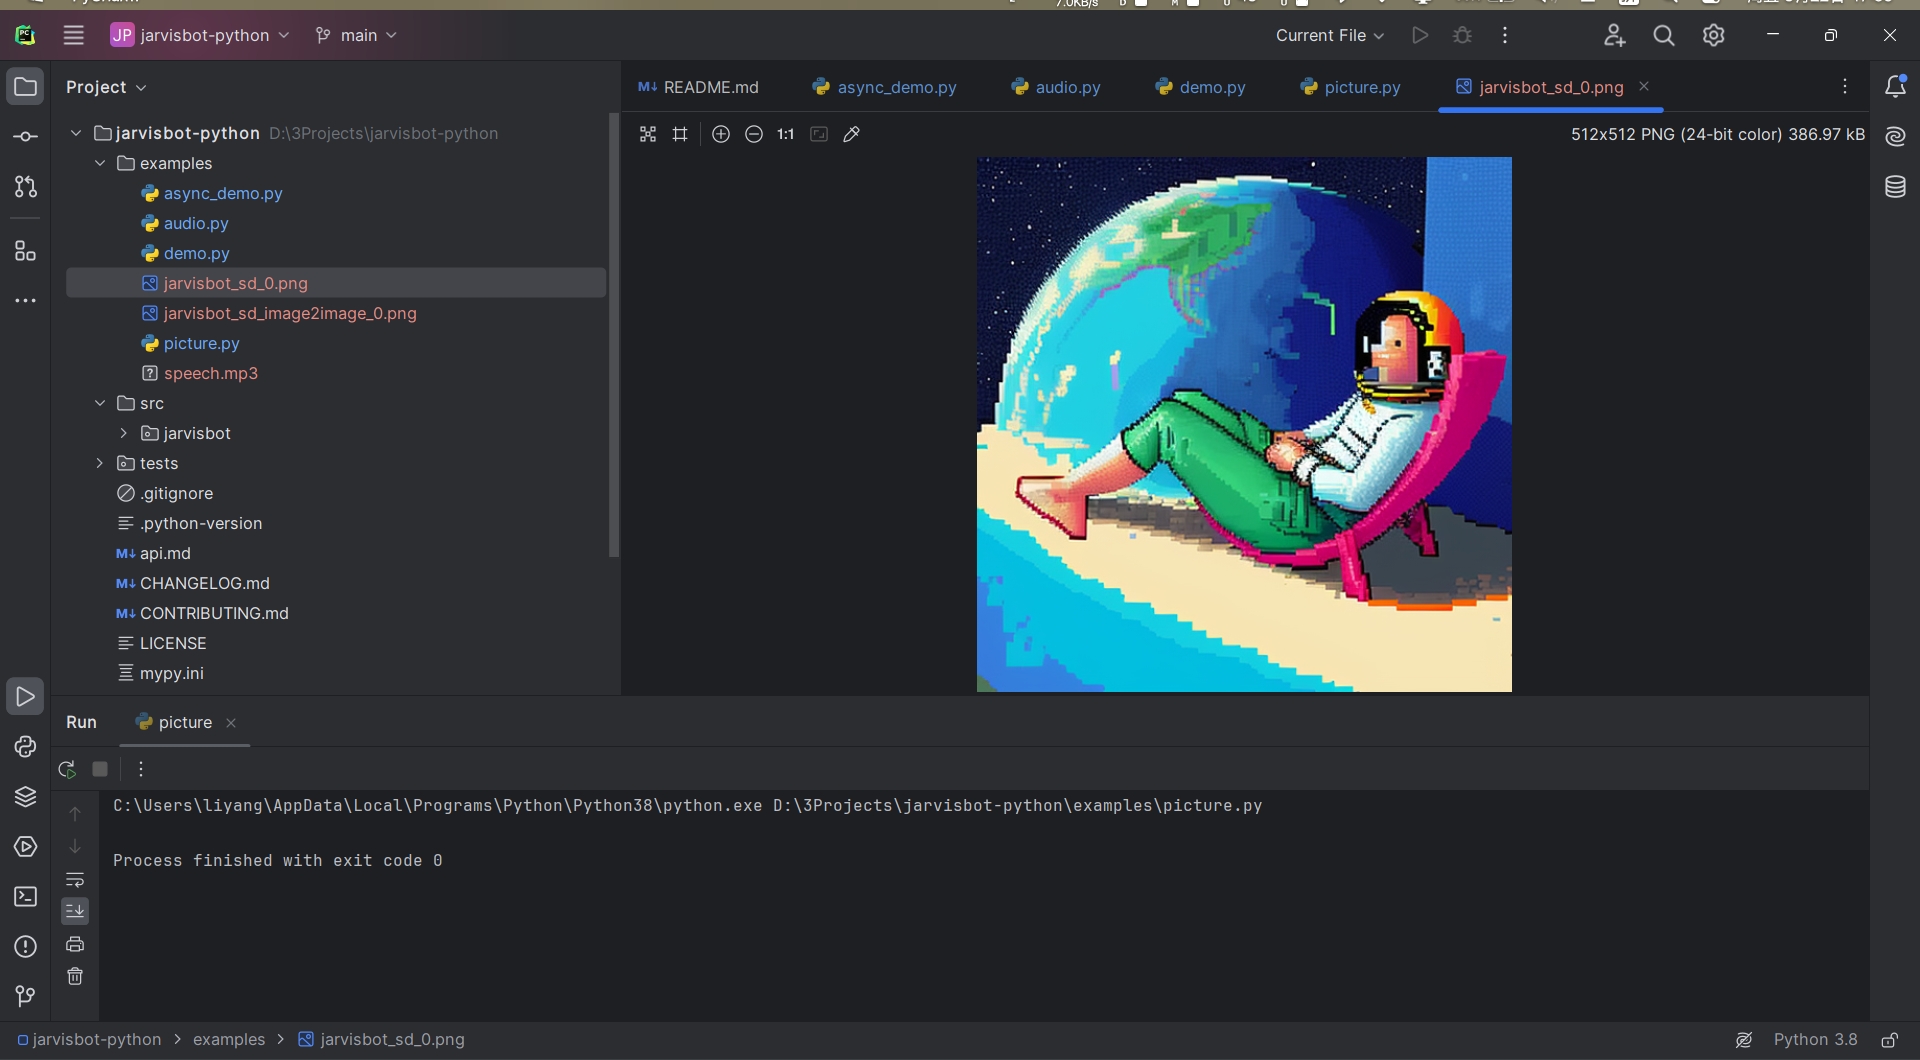 7.0KB/s
JP jarvisbot-python main Current File
Project
README.md async_demo.py audio.py demo.py picture.py jarvisbot_sd_0.png
1:1 512x512 PNG (24-bit color) 386.97 kB
jarvisbot-python D:\3Projects\jarvisbot-python
examples
async_demo.py
audio.py
demo.py
jarvisbot_sd_0.png
jarvisbot_sd_image2image_0.png
picture.py
speech.mp3
src
jarvisbot
tests
.gitignore
.python-version
api.md
CHANGELOG.md
CONTRIBUTING.md
LICENSE
mypy.ini
Run picture
C:\Users\liyang\AppData\Local\Programs\Python\Python38\python.exe D:\3Projects\jarvisbot-python\examples\picture.py
Process finished with exit code 0
jarvisbot-python > examples > jarvisbot_sd_0.png Python 3.8